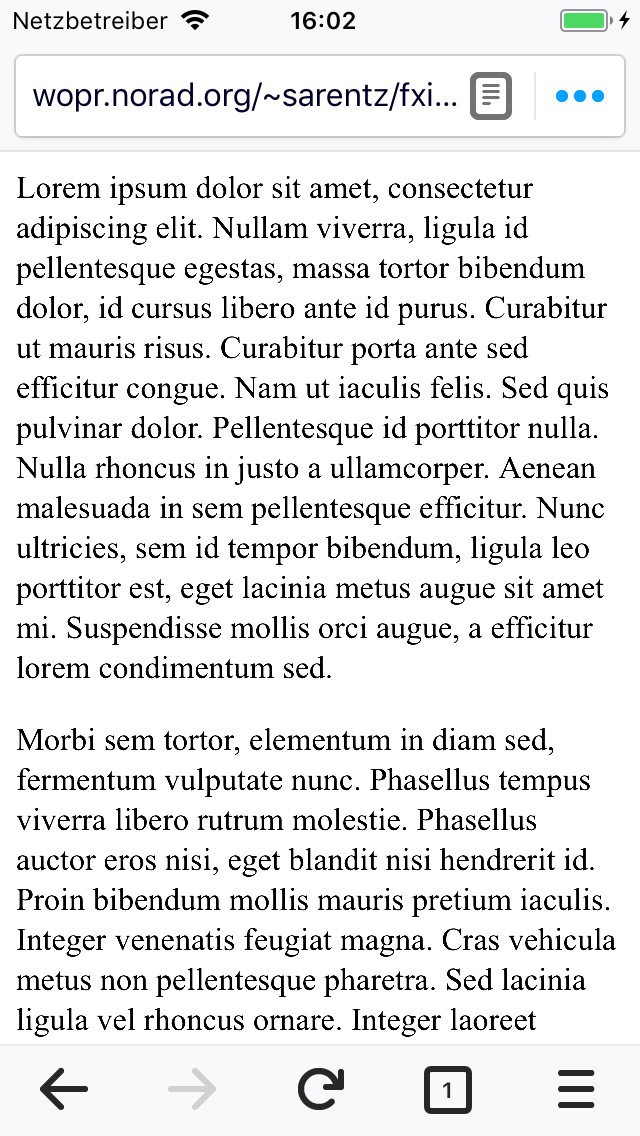 Netzbetreiber 16:02
wopr.norad.org/~sarentz/fxi...
Lorem ipsum dolor sit amet, consectetur
adipiscing elit. Nullam viverra, ligula id
pellentesque egestas, massa tortor bibendum
dolor, id cursus libero ante id purus. Curabitur
ut mauris risus. Curabitur porta ante sed
efficitur congue. Nam ut iaculis felis. Sed quis
pulvinar dolor. Pellentesque id porttitor nulla.
Nulla rhoncus in justo a ullamcorper. Aenean
malesuada in sem pellentesque efficitur. Nunc
ultricies, sem id tempor bibendum, ligula leo
porttitor est, eget lacinia metus augue sit amet
mi. Suspendisse mollis orci augue, a efficitur
lorem condimentum sed.
Morbi sem tortor, elementum in diam sed,
fermentum vulputate nunc. Phasellus tempus
viverra libero rutrum molestie. Phasellus
auctor eros nisi, eget blandit nisi hendrerit id.
Proin bibendum mollis mauris pretium iaculis.
Integer venenatis feugiat magna. Cras vehicula
metus non pellentesque pharetra. Sed lacinia
ligula vel rhoncus ornare. Integer laoreet
1